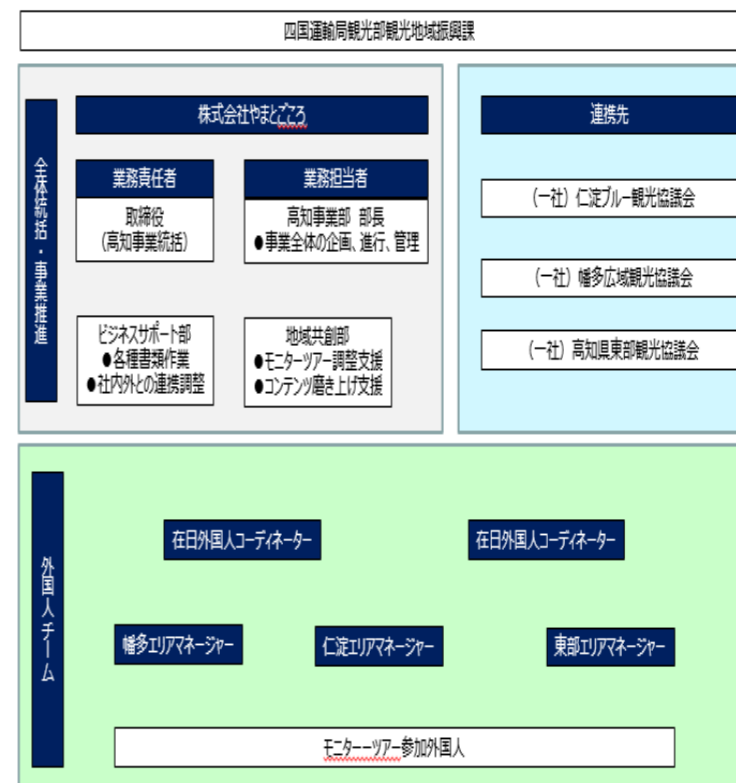 四国運輸局観光部観光地域振興課
全体統括・事業推進
株式会社やまとごころ
業務責任者
取締役
(高知事業統括)
業務担当者
高知事業部 部長
●事業全体の企画、進行、管理
ビジネスサポート部
●各種書類作業
●社内外との連携調整
地域共創部
●モニターツアー調整支援
●コンテンツ磨き上げ支援
連携先
(一社) 仁淀ブルー観光協議会
(一社) 幡多広域観光協議会
(一社) 高知県東部観光協議会
外国人チーム
在日外国人コーディネーター
在日外国人コーディネーター
幡多エリアマネージャー
仁淀エリアマネージャー
東部エリアマネージャー
モニターーツアー参加外国人